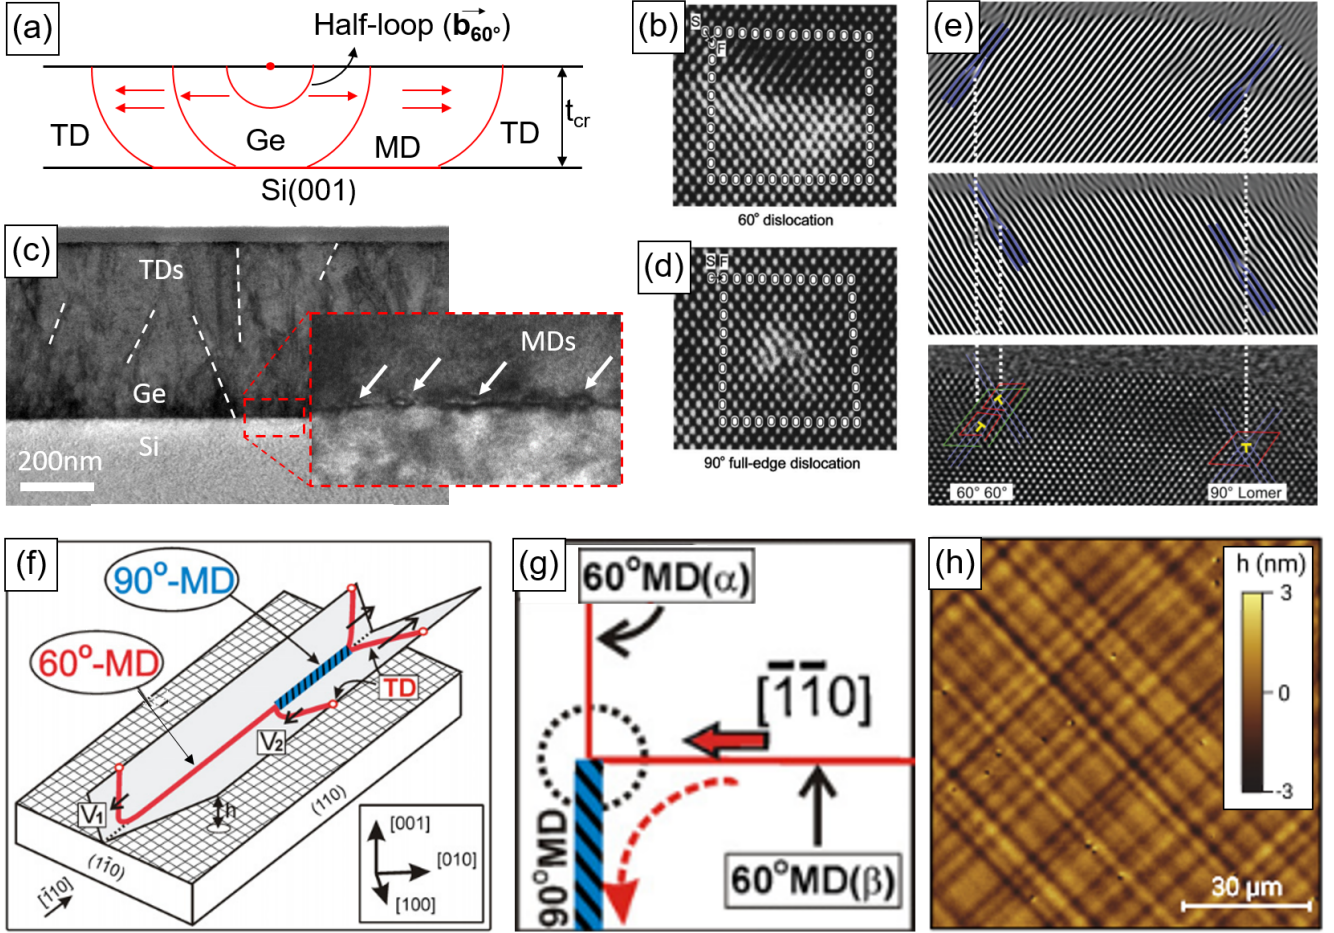 (a)
Half-loop (b60°)
TD
Ge
MD
TD
tcr
Si(001)
(b)
S
F
60° dislocation
(c)
TDs
MDs
Ge
Si
200nm
(d)
S F
90° full-edge dislocation
(e)
60° 60°
90° Lomer
(f)
90°-MD
60°-MD
TD
V2
V1
h
(110)
(11̅0)
[1̅10]
[001]
[010]
[100]
(g)
60°MD(α)
[1̅1̅0]
90°MD
60°MD(β)
(h)
h (nm)
3
0
-3
30 µm